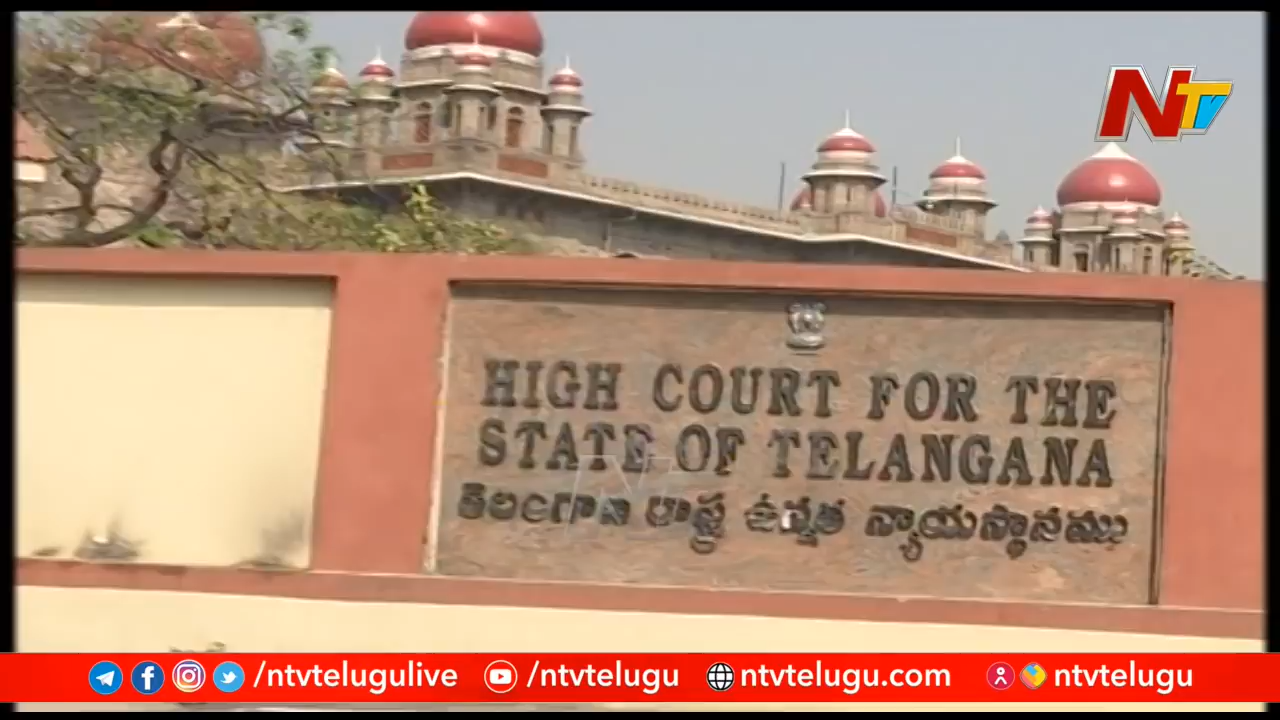 NTV
HIGH COURT FOR THE
STATE OF TELANGANA
తెలంగాణ రాష్ట్ర ఉన్నత న్యాయస్థానము
/ntvtelugulive /ntvtelugu ntvtelugu.com ntvtelugu